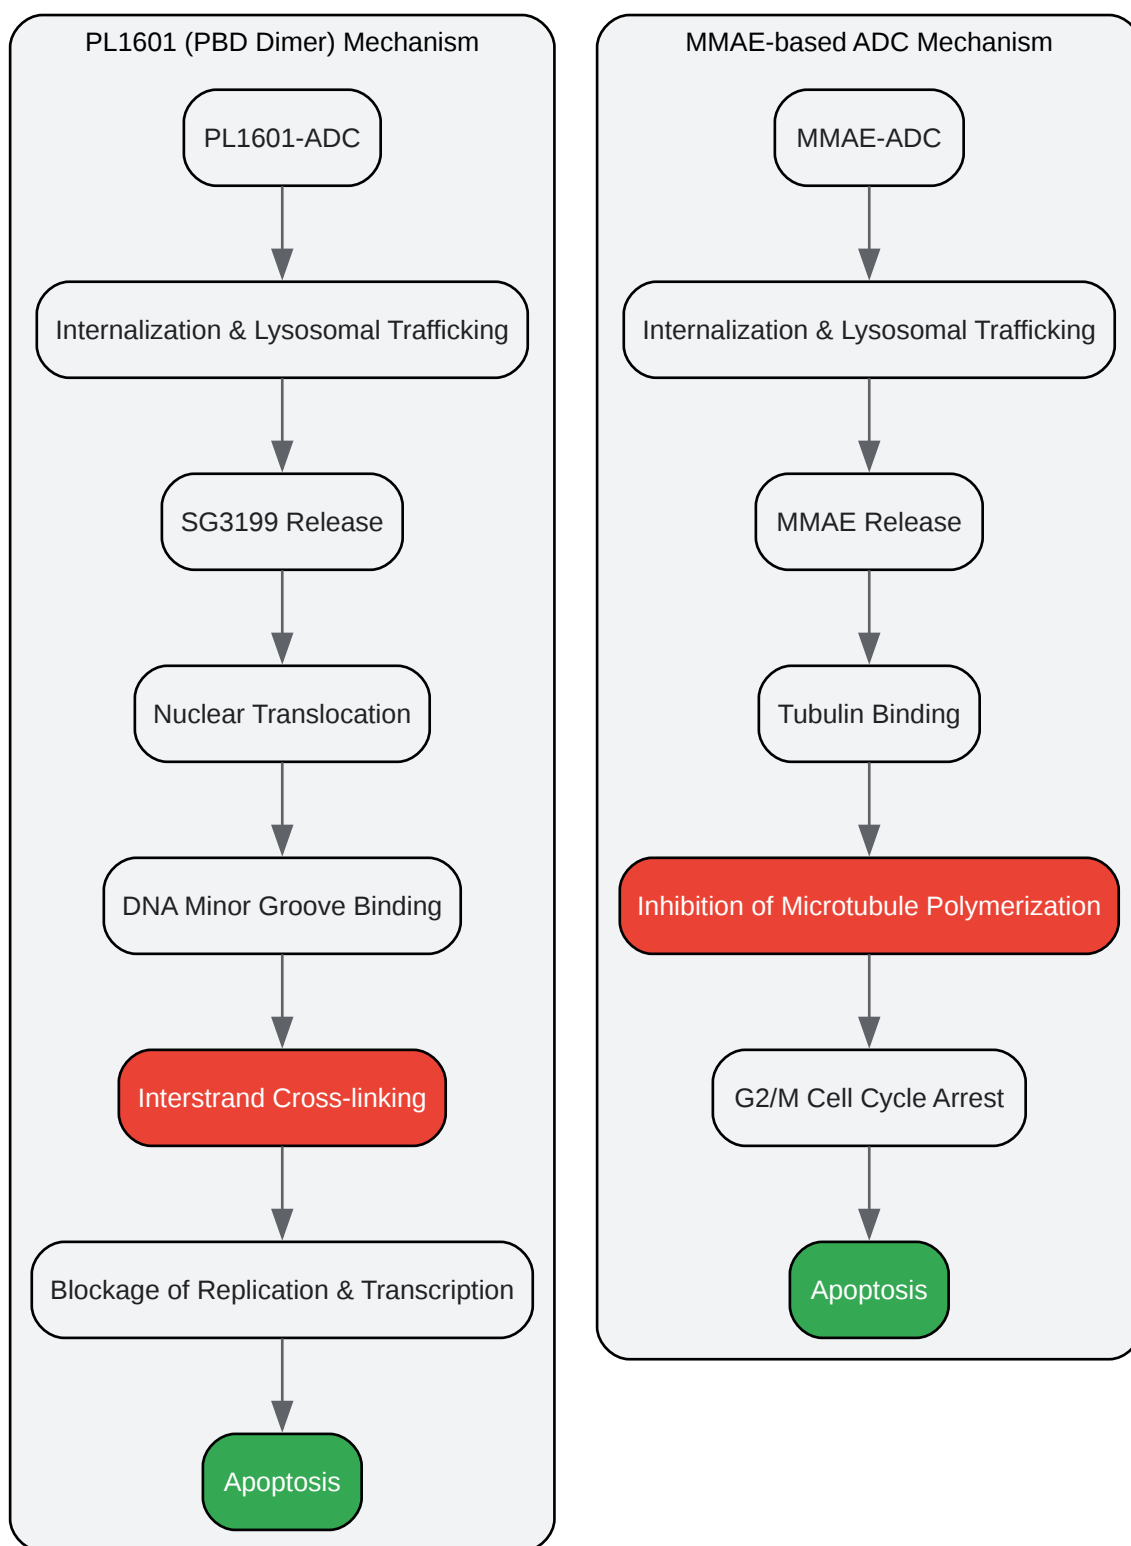 PL1601 (PBD Dimer) Mechanism
PL1601-ADC
Internalization & Lysosomal Trafficking
SG3199 Release
Nuclear Translocation
DNA Minor Groove Binding
Interstrand Cross-linking
Blockage of Replication & Transcription
Apoptosis
MMAE-based ADC Mechanism
MMAE-ADC
Internalization & Lysosomal Trafficking
MMAE Release
Tubulin Binding
Inhibition of Microtubule Polymerization
G2/M Cell Cycle Arrest
Apoptosis